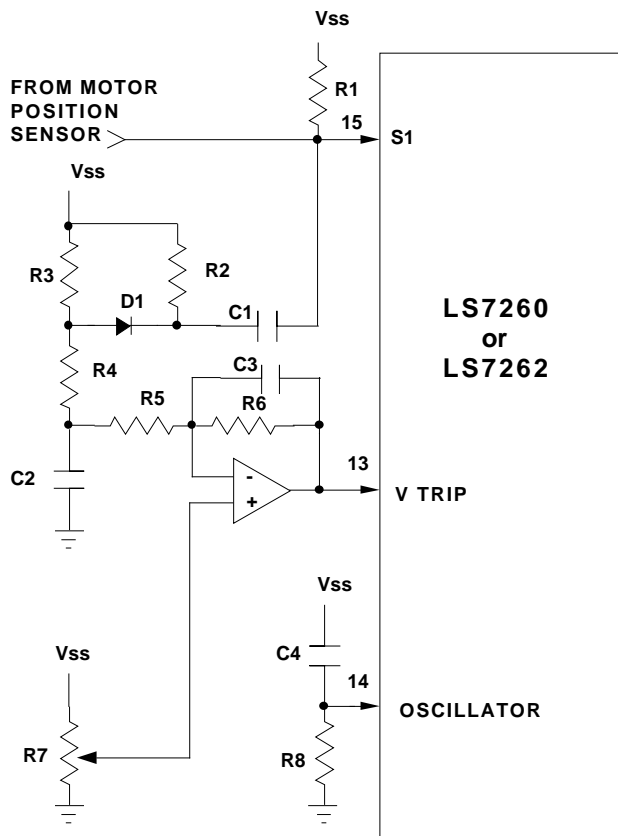 Vss
R1
FROM MOTOR
POSITION
SENSOR
15
S1
Vss
R3
R2
D1
C1
LS7260
or
LS7262
R4
C3
R5
R6
C2
-
+
13
V TRIP
Vss
C4
14
OSCILLATOR
Vss
R7
R8